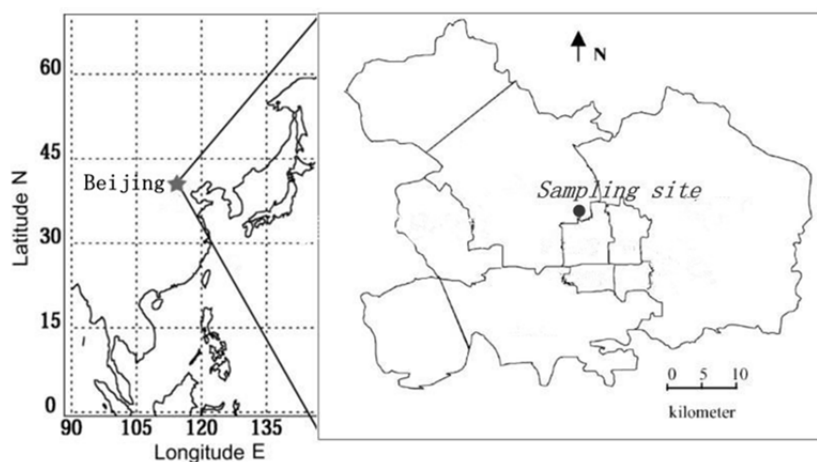 60
45
30
15
0
Latitude N
Beijing
90 105 120 135
Longitude E
N
Sampling site
0 5 10
kilometer